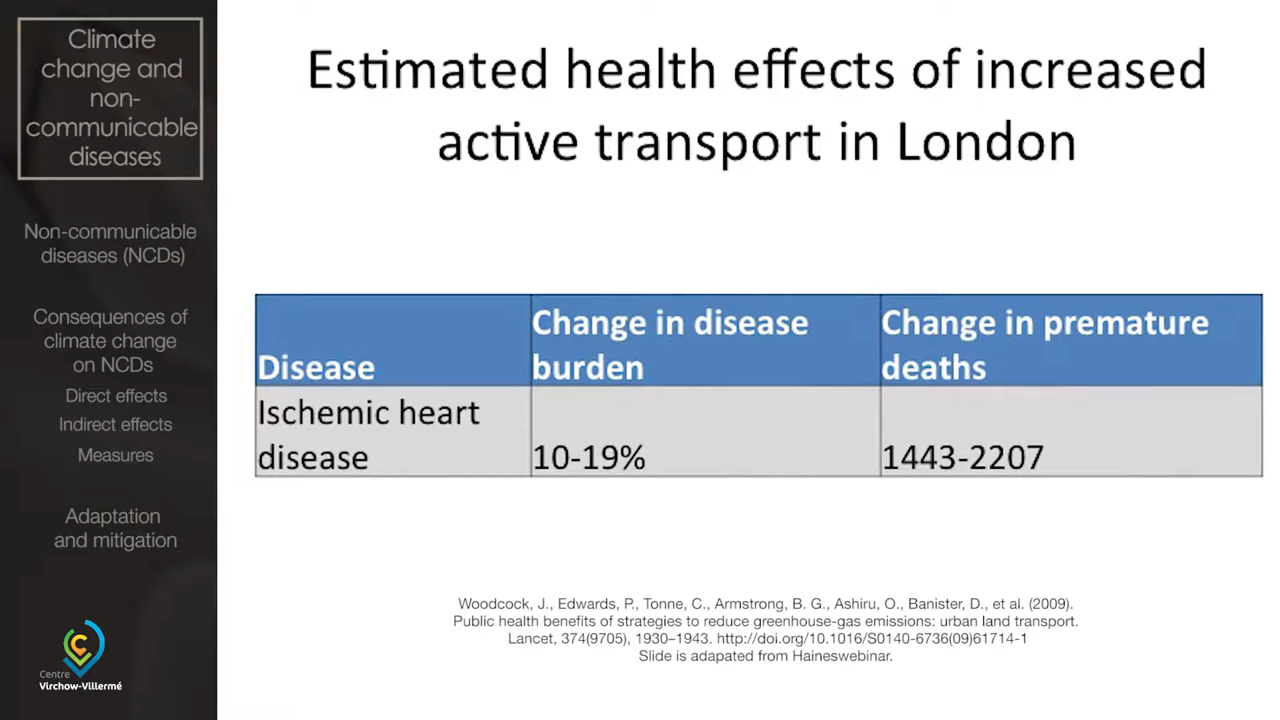 Climate
change and
non-
communicable
diseases
Non-communicable
diseases (NCDs)
Consequences of
climate change
on NCDs
Direct effects
Indirect effects
Measures
Adaptation
and mitigation
Centre
Virchow-Villermé
Estimated health effects of increased
active transport in London
Disease
Change in disease
burden
Change in premature
deaths
Ischemic heart
disease
10-19%
1443-2207
Woodcock, J., Edwards, P., Tonne, C., Armstrong, B. G., Ashiru, O., Banister, D., et al. (2009).
Public health benefits of strategies to reduce greenhouse-gas emissions: urban land transport.
Lancet, 374(9705), 1930–1943. http://doi.org/10.1016/S0140-6736(09)61714-1
Slide is adapated from Haineswebinar.